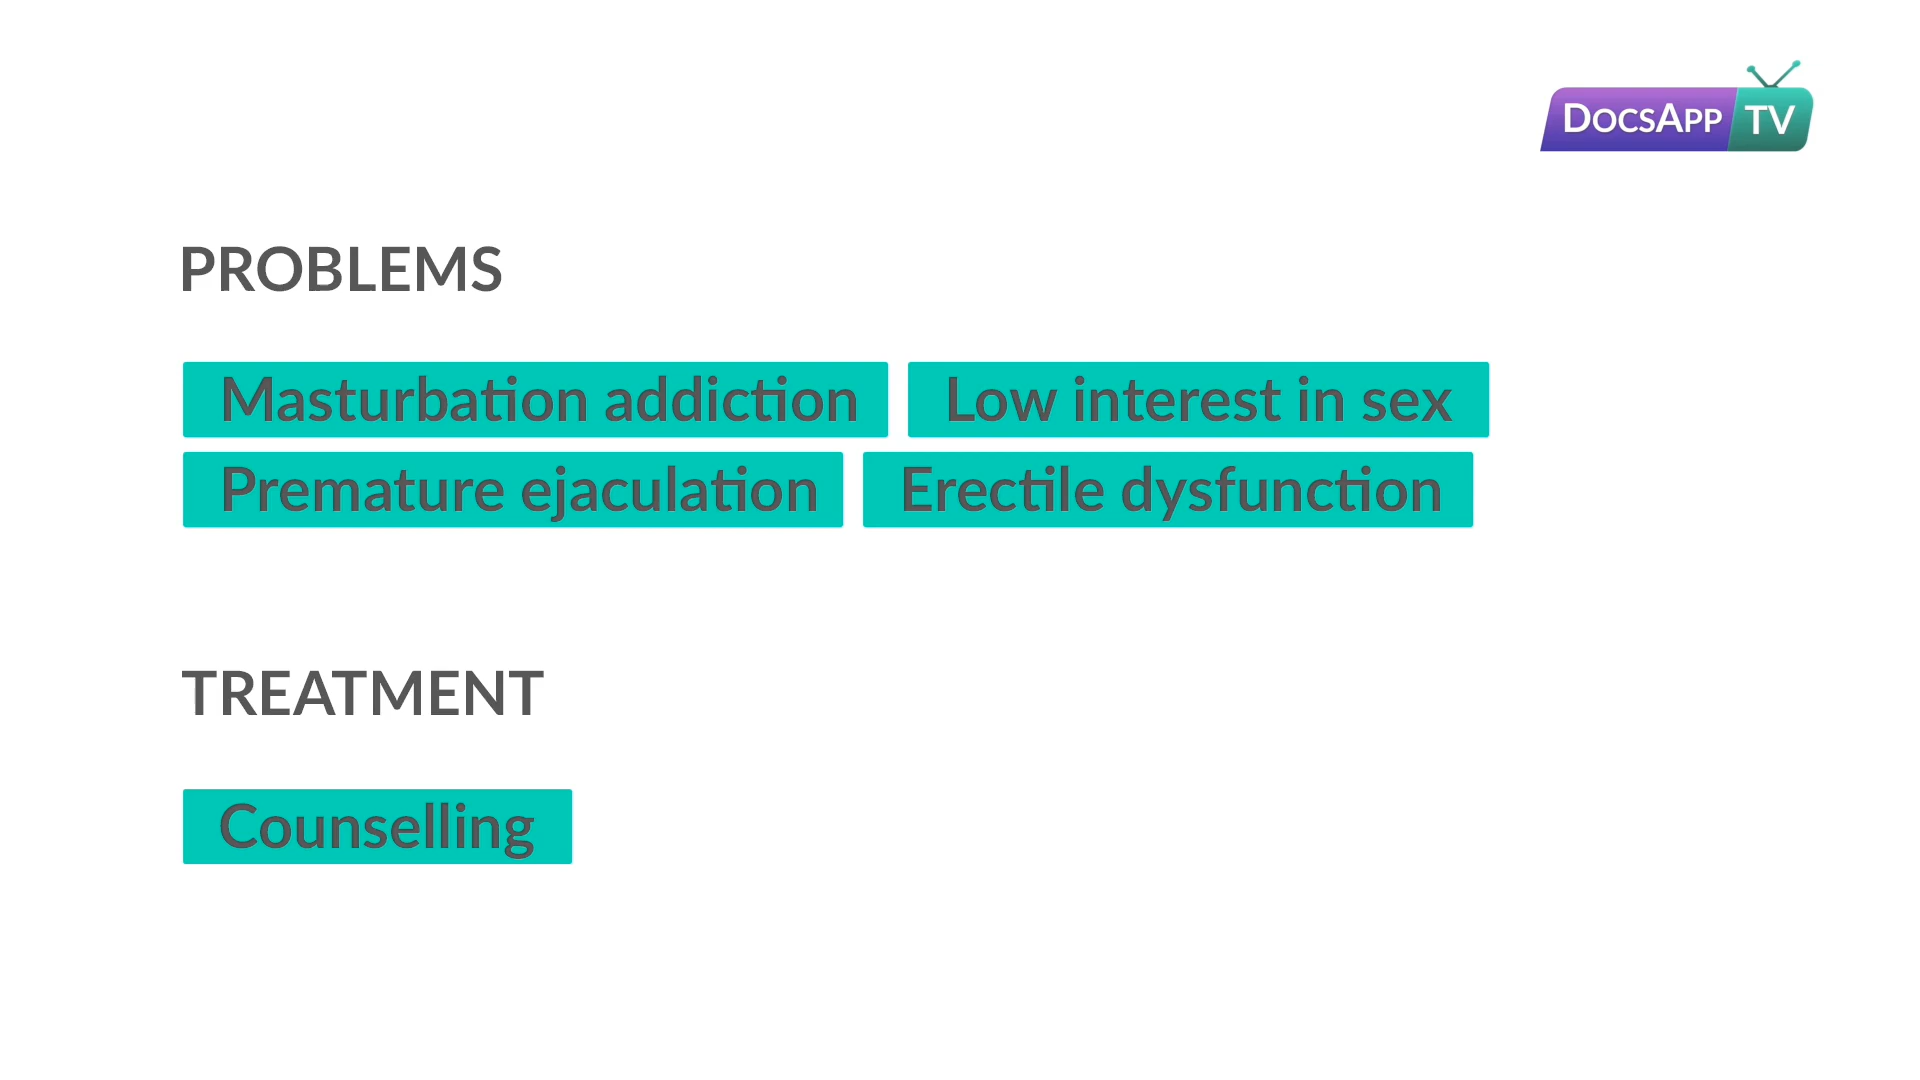 DOCSAPP TV
PROBLEMS
Masturbation addiction Low interest in sex
Premature ejaculation Erectile dysfunction
TREATMENT
Counselling